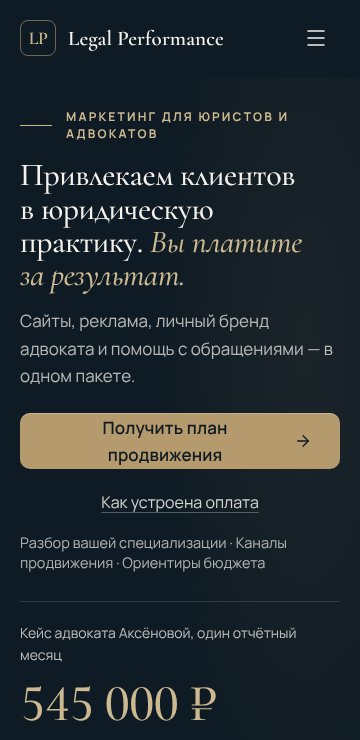 LP Legal Performance
МАРКЕТИНГ ДЛЯ ЮРИСТОВ И
АДВОКАТОВ
Привлекаем клиентов
в юридическую
практику. Вы платите
за результат.
Сайты, реклама, личный бренд
адвоката и помощь с обращениями — в
одном пакете.
Получить план
продвижения
Как устроена оплата
Разбор вашей специализации · Каналы
продвижения · Ориентиры бюджета
Кейс адвоката Аксёновой, один отчётный
месяц
545 000 ₽